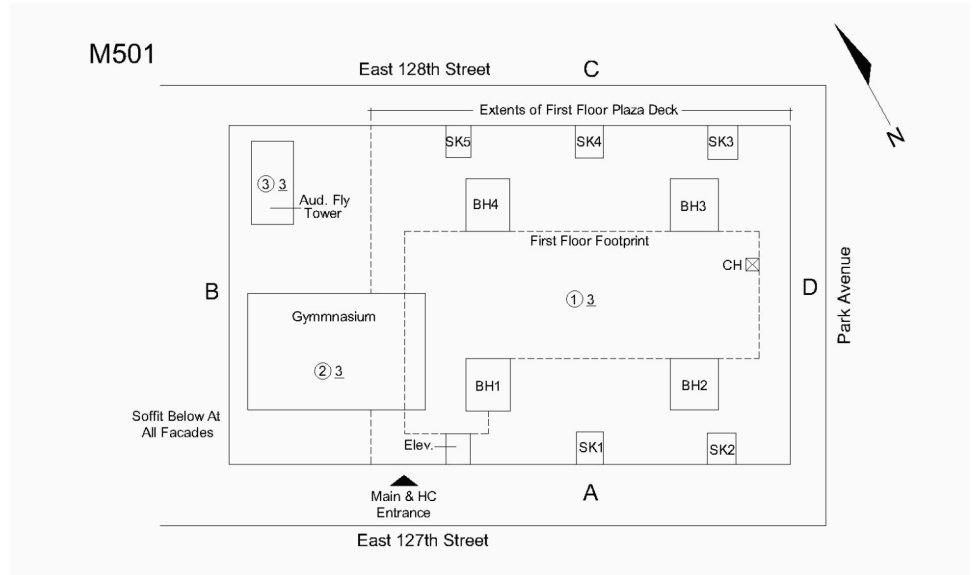 M501
East 128th Street
C
Extents of First Floor Plaza Deck
SK5
SK4
SK3
3 3
Aud. Fly
Tower
BH4
BH3
First Floor Footprint
CH
B
D
Park Avenue
1 3
Gymmnasium
2 3
BH1
BH2
Soffit Below At
All Facades
Elev.
SK1
SK2
Main & HC
Entrance
A
East 127th Street
N